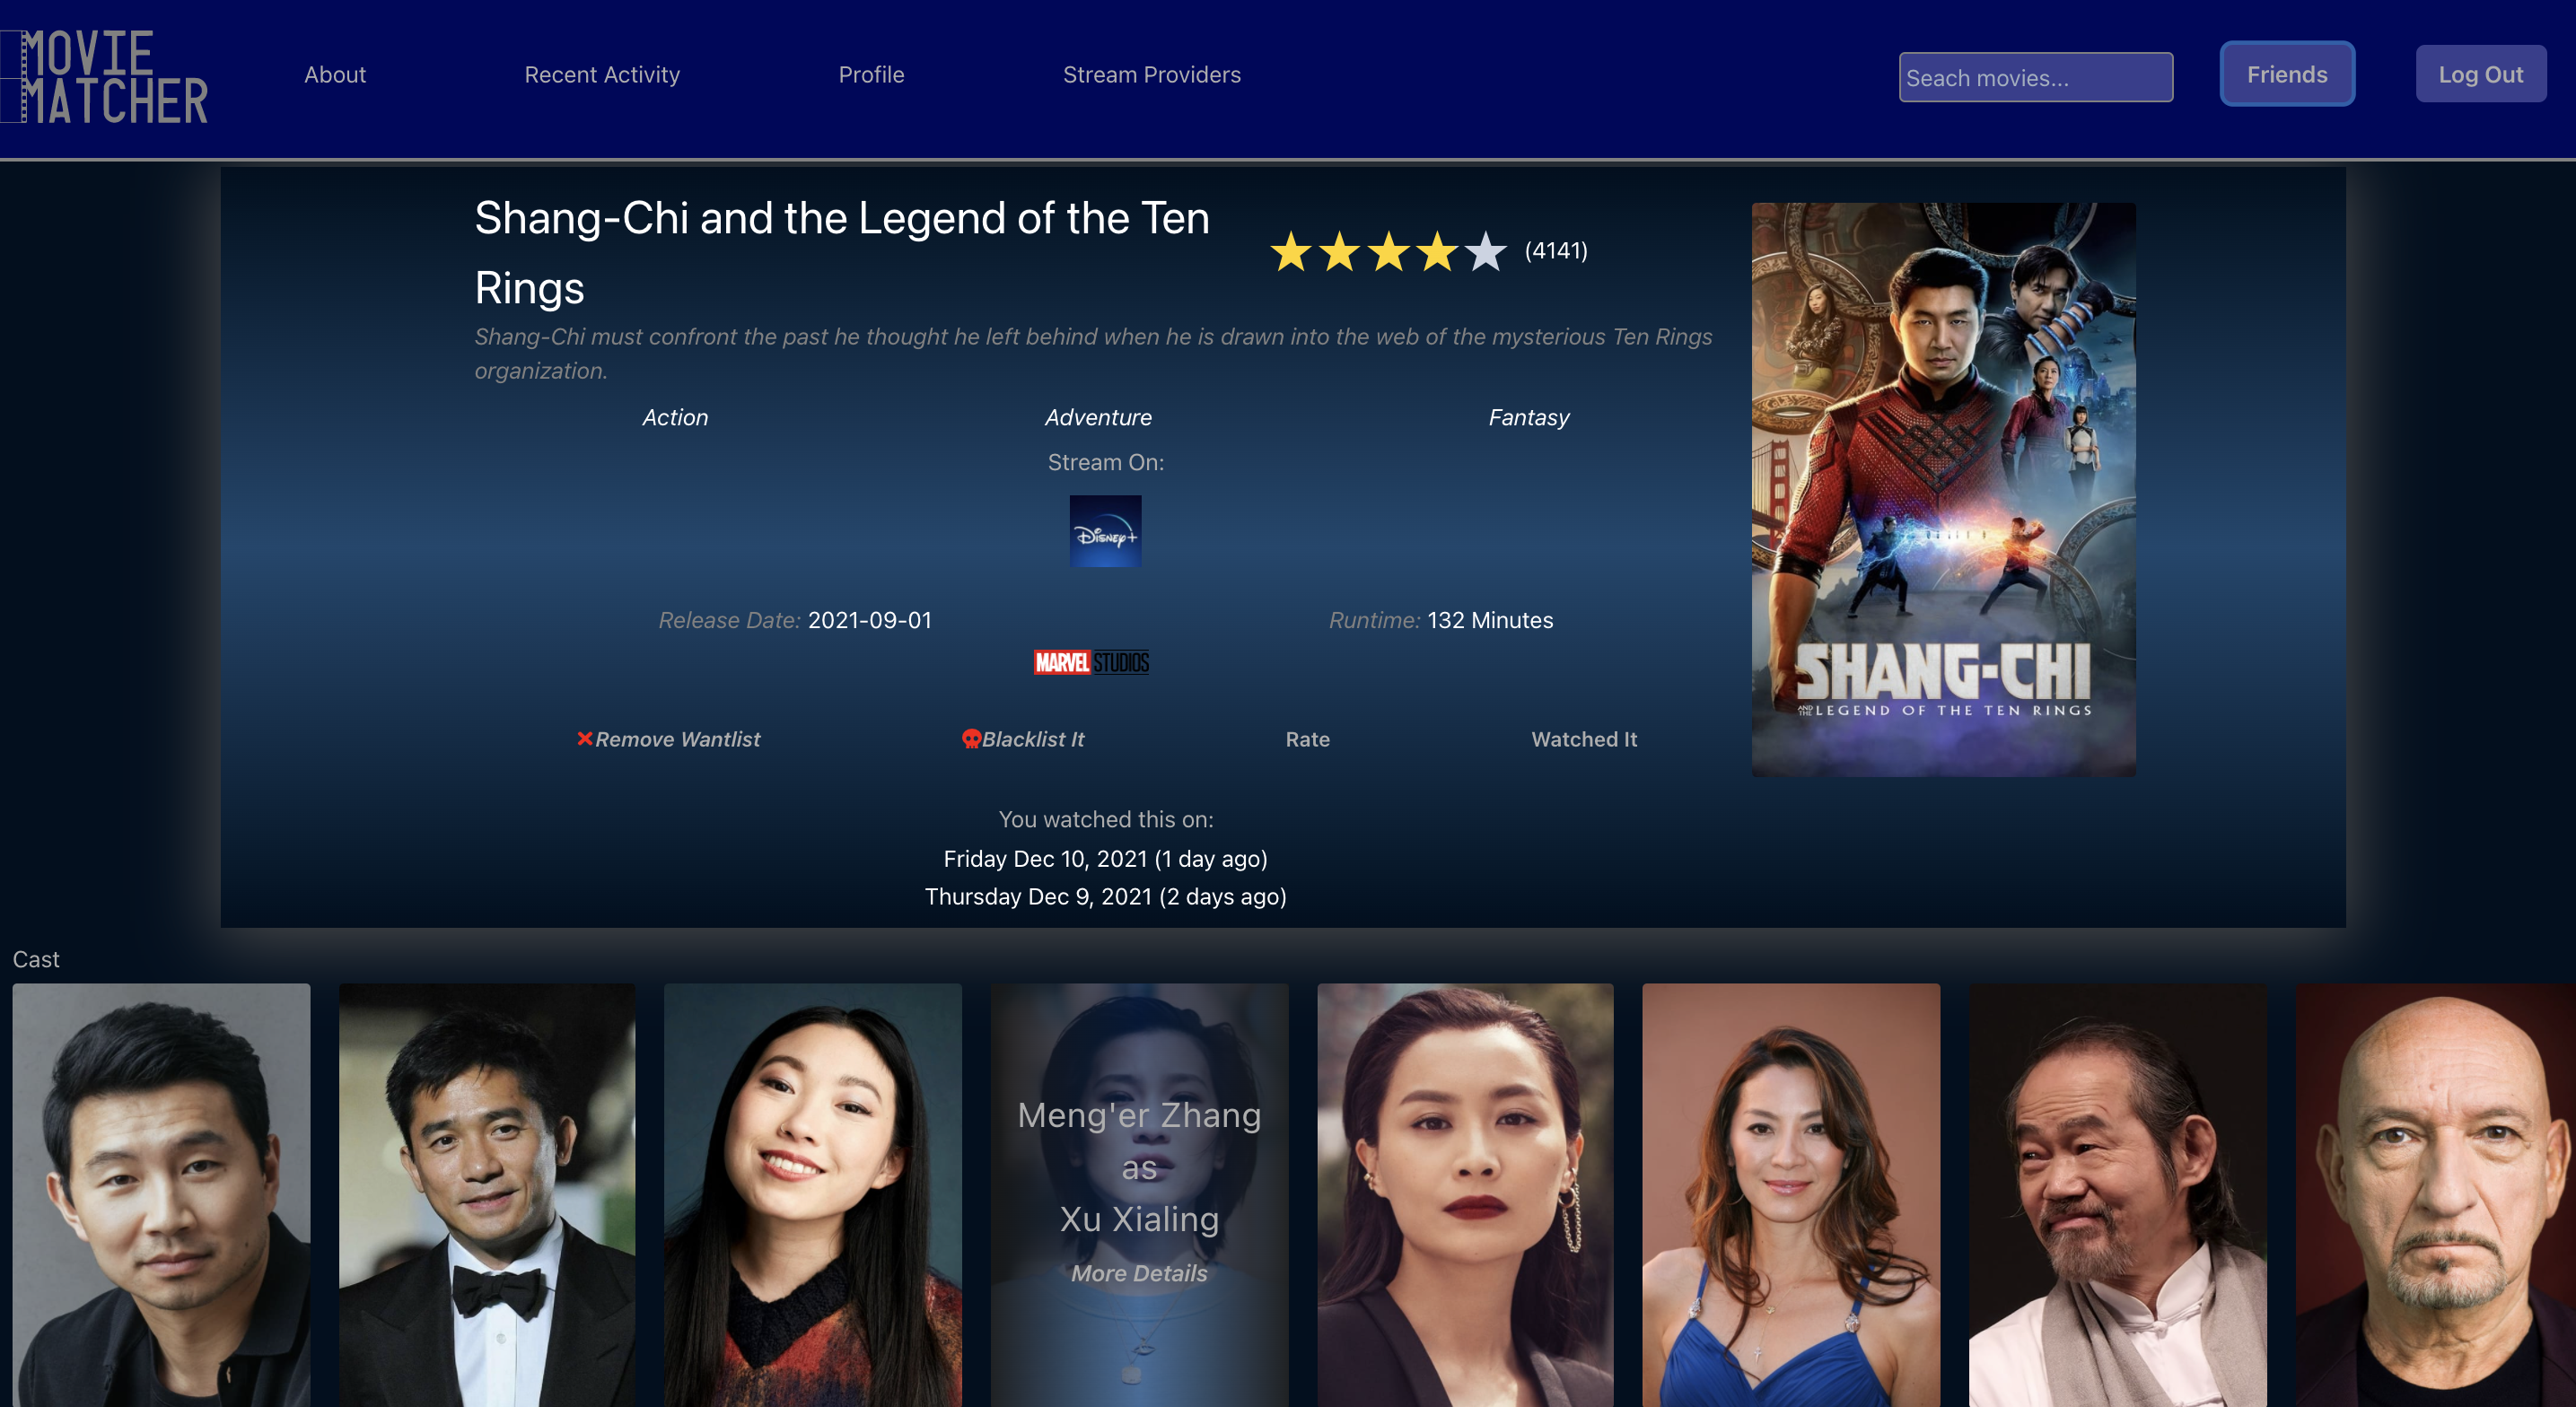 MOVIE
MATCHER
About
Recent Activity
Profile
Stream Providers
Seach movies...
Friends
Log Out
Shang-Chi and the Legend of the Ten
Rings
(4141)
Shang-Chi must confront the past he thought he left behind when he is drawn into the web of the mysterious Ten Rings
organization.
Action
Adventure
Fantasy
Stream On:
Disney+
Release Date: 2021-09-01
Runtime: 132 Minutes
MARVEL STUDIOS
Remove Wantlist
Blacklist It
Rate
Watched It
You watched this on:
Friday Dec 10, 2021 (1 day ago)
Thursday Dec 9, 2021 (2 days ago)
SHANG-CHI
AND THE LEGEND OF THE TEN RINGS
Cast
Meng'er Zhang
as
Xu Xialing
More Details